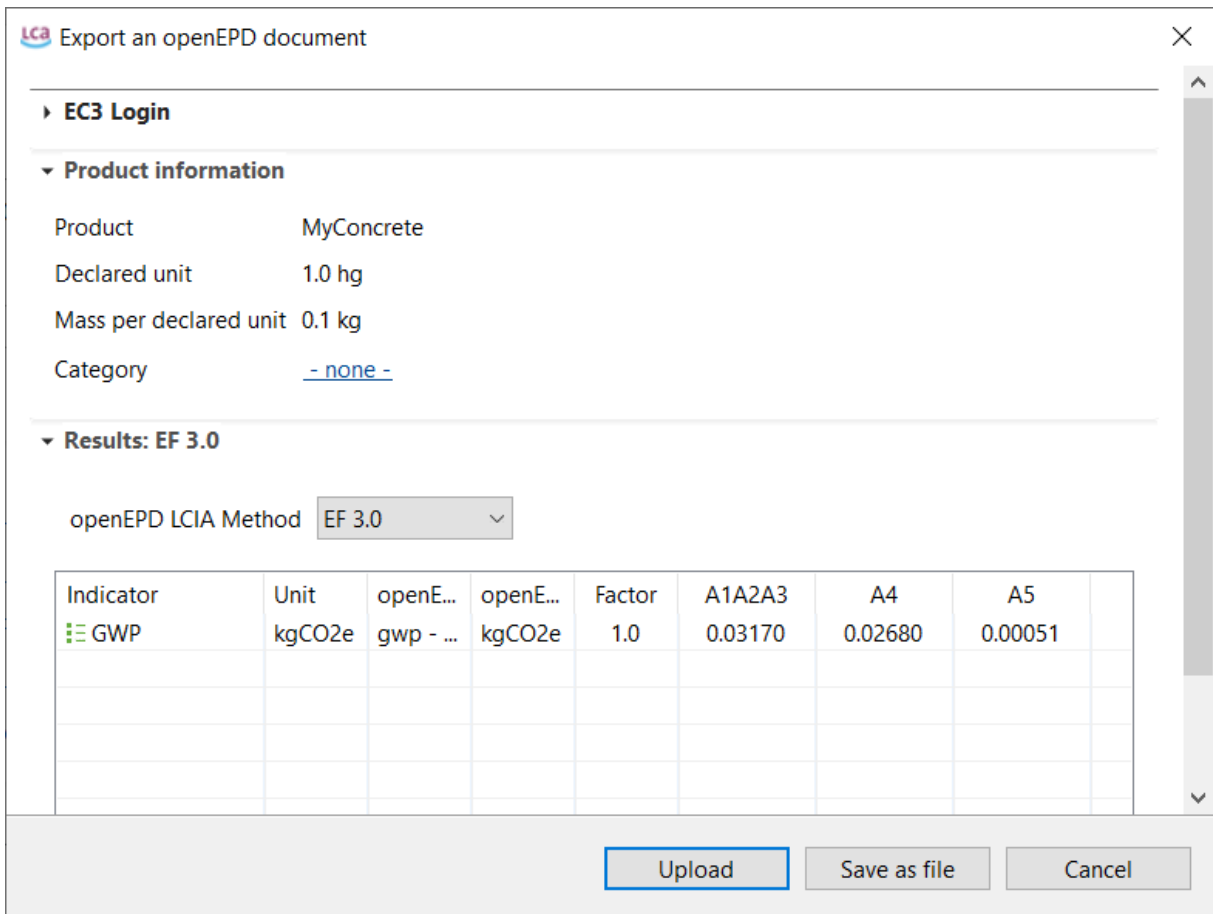 LCa Export an openEPD document
EC3 Login
Product information
Product MyConcrete
Declared unit 1.0 hg
Mass per declared unit 0.1 kg
Category - none -
Results: EF 3.0
openEPD LCIA Method EF 3.0
Indicator Unit openE... openE... Factor A1A2A3 A4 A5
GWP kgCO2e gwp - ... kgCO2e 1.0 0.03170 0.02680 0.00051
Upload Save as file Cancel